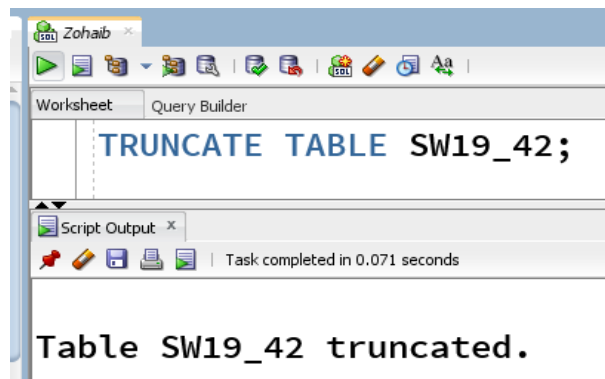 Zohaib
Worksheet Query Builder
TRUNCATE TABLE SW19_42;
Script Output x
Task completed in 0.071 seconds
Table SW19_42 truncated.